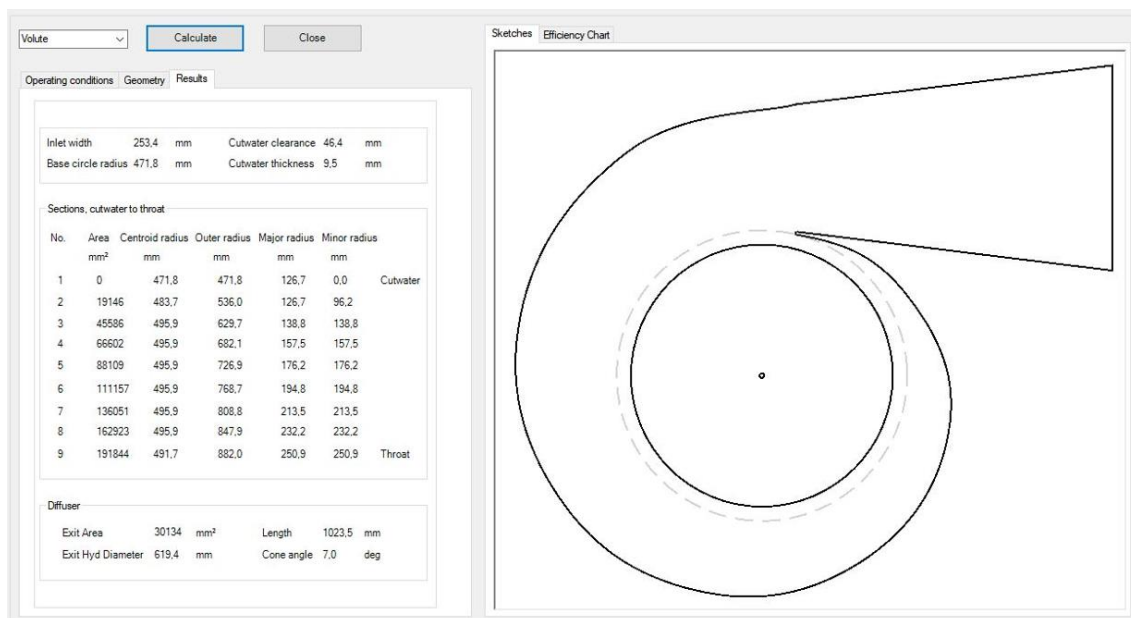 Volute Calculate Close
Operating conditions Geometry Results
Inlet width 253,4 mm Cutwater clearance 46,4 mm
Base circle radius 471,8 mm Cutwater thickness 9,5 mm
Sections, cutwater to throat
No. Area Centroid radius Outer radius Major radius Minor radius
mm² mm mm mm mm
1 0 471,8 471,8 126,7 0,0 Cutwater
2 19146 483,7 536,0 126,7 96,2
3 45586 495,9 629,7 138,8 138,8
4 66602 495,9 682,1 157,5 157,5
5 88109 495,9 726,9 176,2 176,2
6 111157 495,9 768,7 194,8 194,8
7 136051 495,9 808,8 213,5 213,5
8 162923 495,9 847,9 232,2 232,2
9 191844 491,7 882,0 250,9 250,9 Throat
Diffuser
Exit Area 30134 mm² Length 1023,5 mm
Exit Hyd Diameter 619,4 mm Cone angle 7,0 deg
Sketches Efficiency Chart